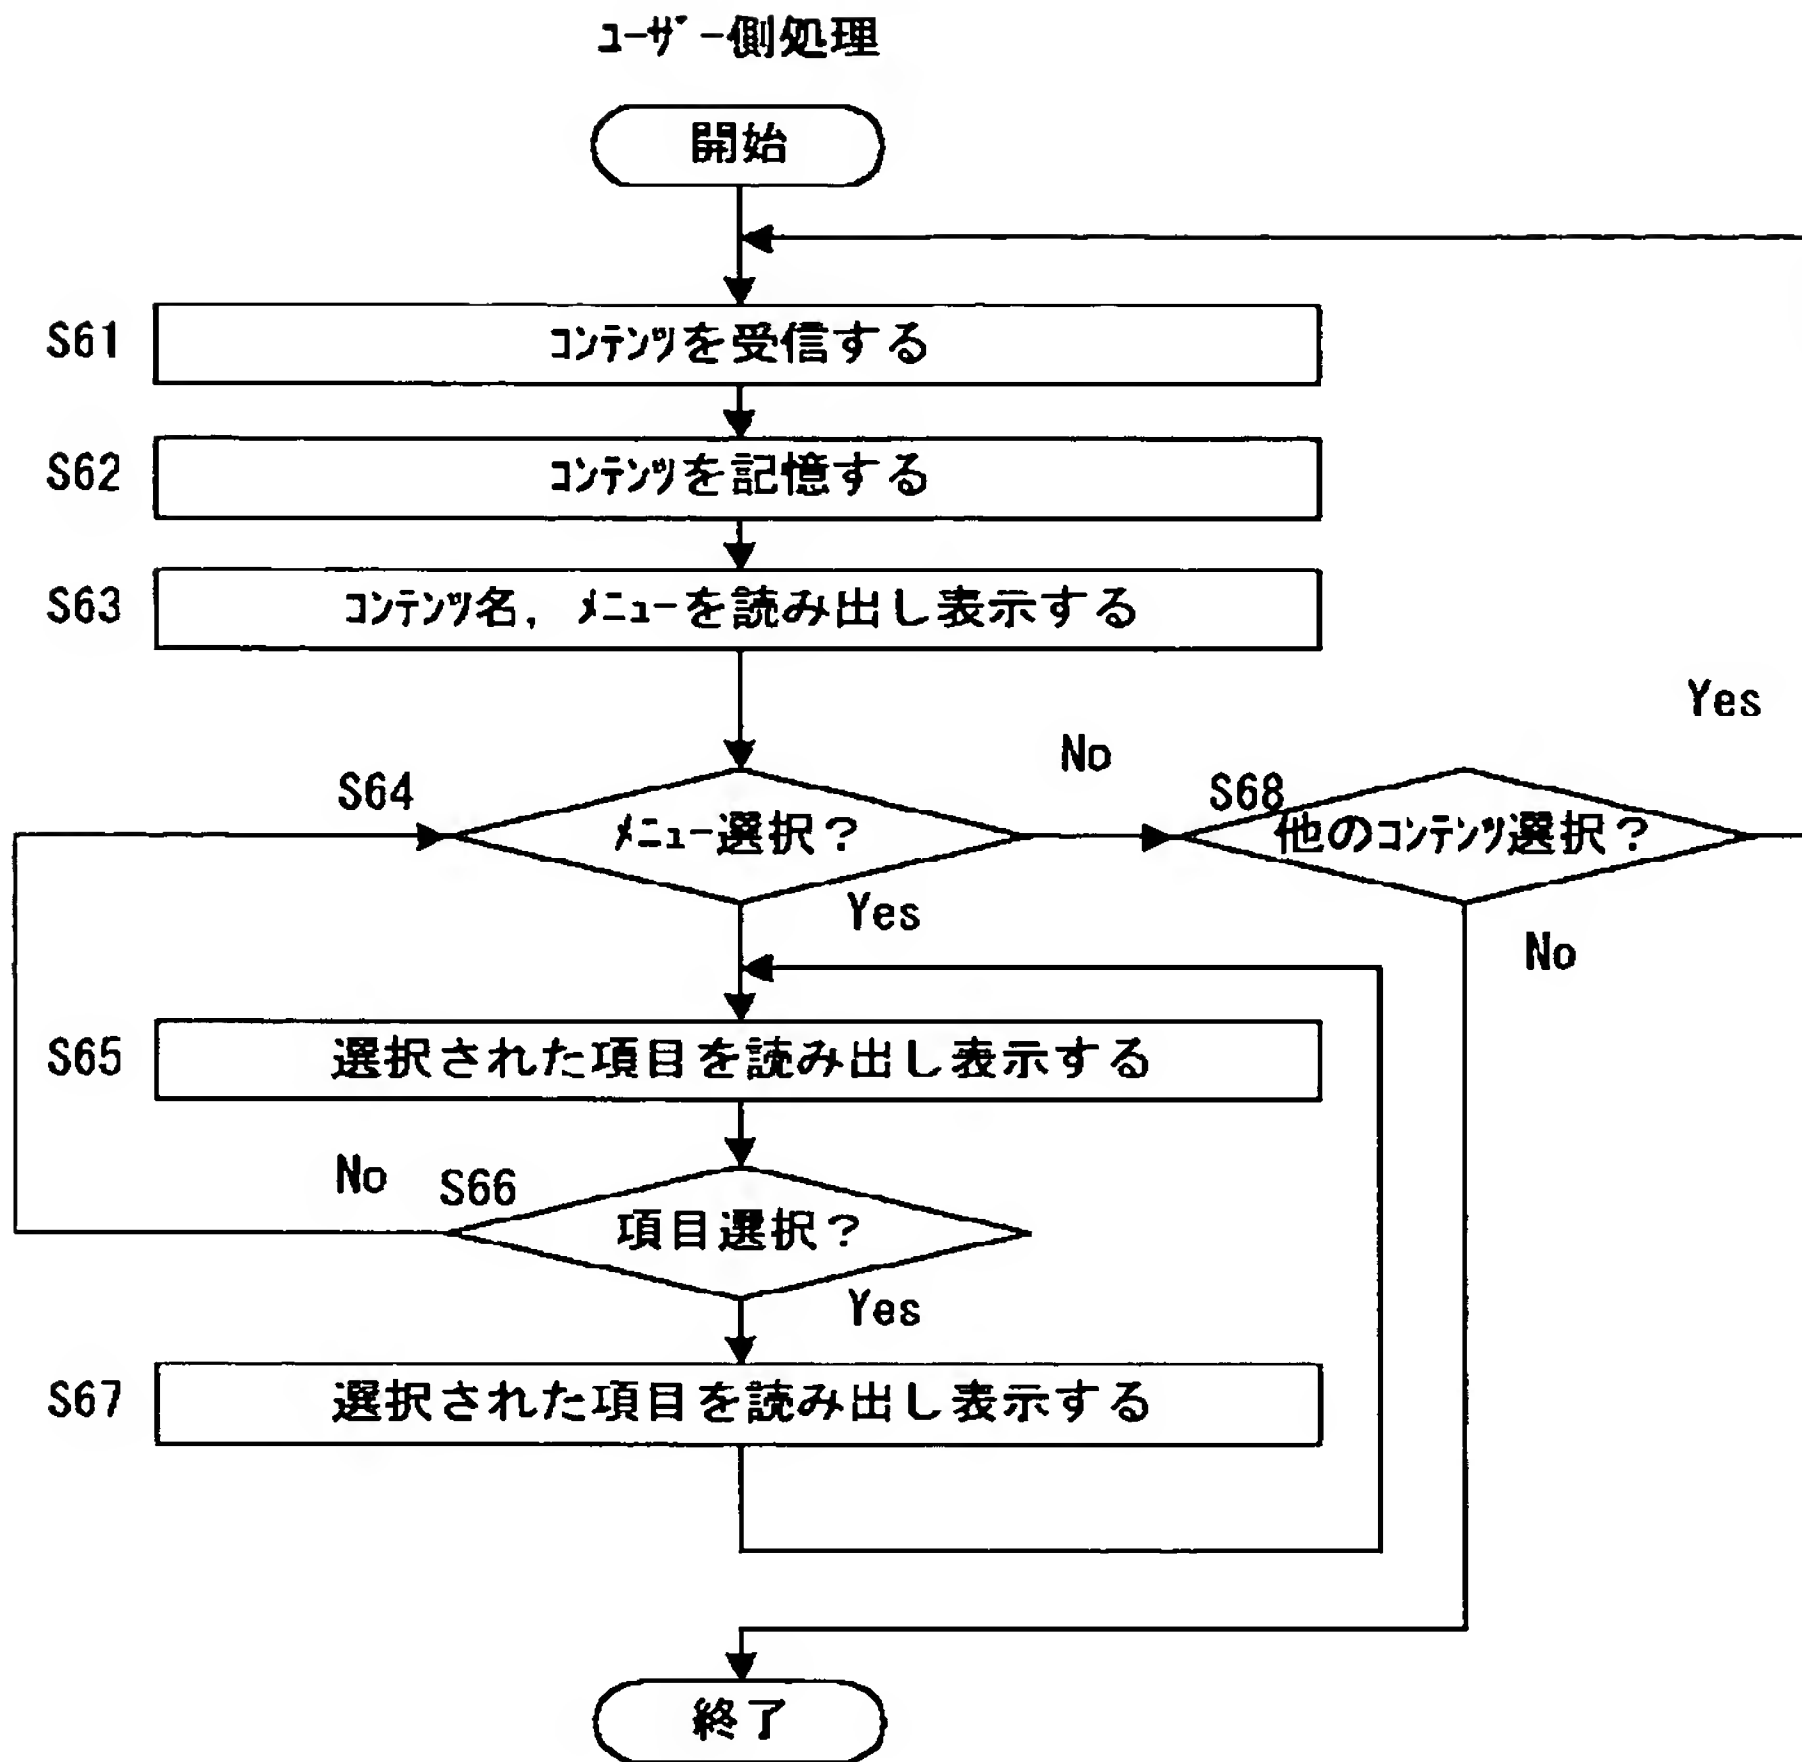 ﾕｰｻﾞｰ側処理
開始
S61
ｺﾝﾃﾝﾂを受信する
S62
ｺﾝﾃﾝﾂを記憶する
S63
ｺﾝﾃﾝﾂ名，ﾒﾆｭｰを読み出し表示する
Yes
No
S64
ﾒﾆｭｰ選択？
S68
他のｺﾝﾃﾝﾂ選択？
Yes
No
S65
選択された項目を読み出し表示する
No
S66
項目選択？
Yes
S67
選択された項目を読み出し表示する
終了